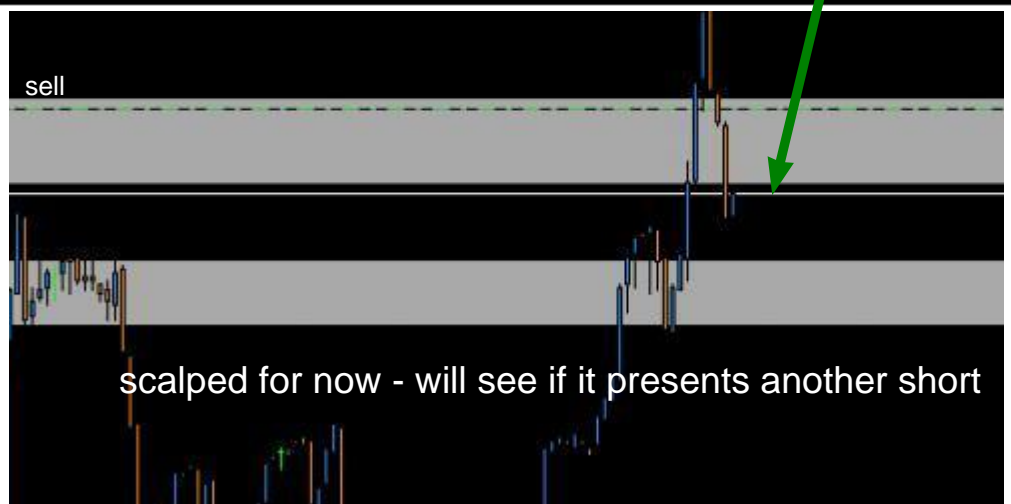 sell
scalped for now - will see if it presents another short